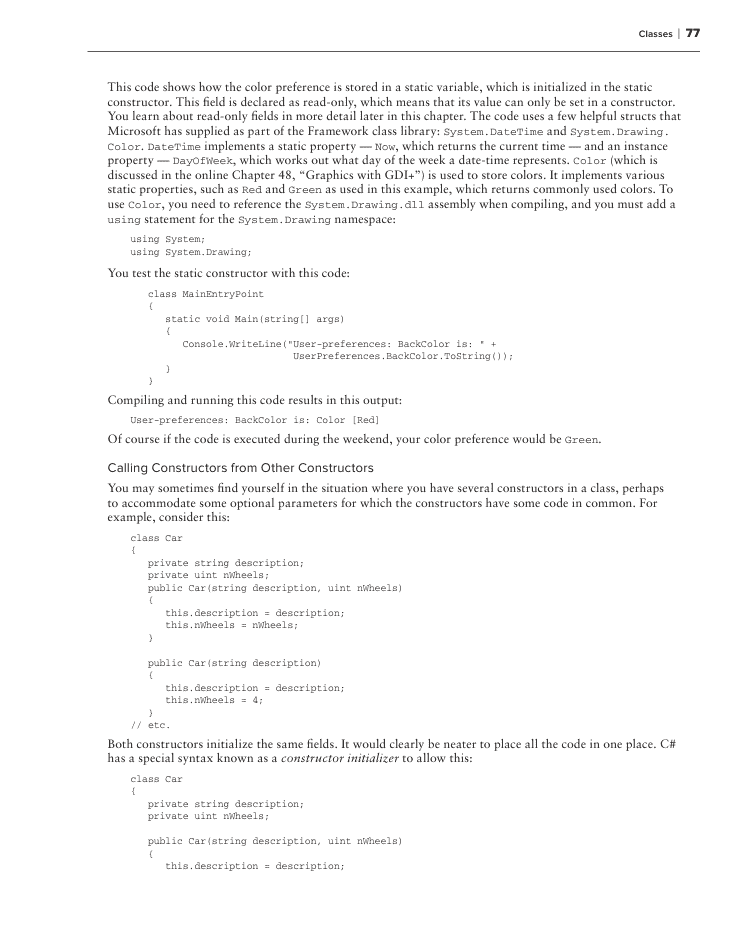 Classes | 77
This code shows how the color preference is stored in a static variable, which is initialized in the static
constructor. This field is declared as read-only, which means that its value can only be set in a constructor.
You learn about read-only fields in more detail later in this chapter. The code uses a few helpful structs that
Microsoft has supplied as part of the Framework class library: System.DateTime and System.Drawing.
Color. DateTime implements a static property — Now, which returns the current time — and an instance
property — DayOfWeek, which works out what day of the week a date-time represents. Color (which is
discussed in the online Chapter 48, “Graphics with GDI+”) is used to store colors. It implements various
static properties, such as Red and Green as used in this example, which returns commonly used colors. To
use Color, you need to reference the System.Drawing.dll assembly when compiling, and you must add a
using statement for the System.Drawing namespace:
using System;
using System.Drawing;
You test the static constructor with this code:
class MainEntryPoint
{
static void Main(string[] args)
{
Console.WriteLine("User-preferences: BackColor is: " +
UserPreferences.BackColor.ToString());
}
}
Compiling and running this code results in this output:
User-preferences: BackColor is: Color [Red]
Of course if the code is executed during the weekend, your color preference would be Green.
Calling Constructors from Other Constructors
You may sometimes find yourself in the situation where you have several constructors in a class, perhaps
to accommodate some optional parameters for which the constructors have some code in common. For
example, consider this:
class Car
{
private string description;
private uint nWheels;
public Car(string description, uint nWheels)
{
this.description = description;
this.nWheels = nWheels;
}
public Car(string description)
{
this.description = description;
this.nWheels = 4;
}
// etc.
Both constructors initialize the same fields. It would clearly be neater to place all the code in one place. C#
has a special syntax known as a constructor initializer to allow this:
class Car
{
private string description;
private uint nWheels;
public Car(string description, uint nWheels)
{
this.description = description;